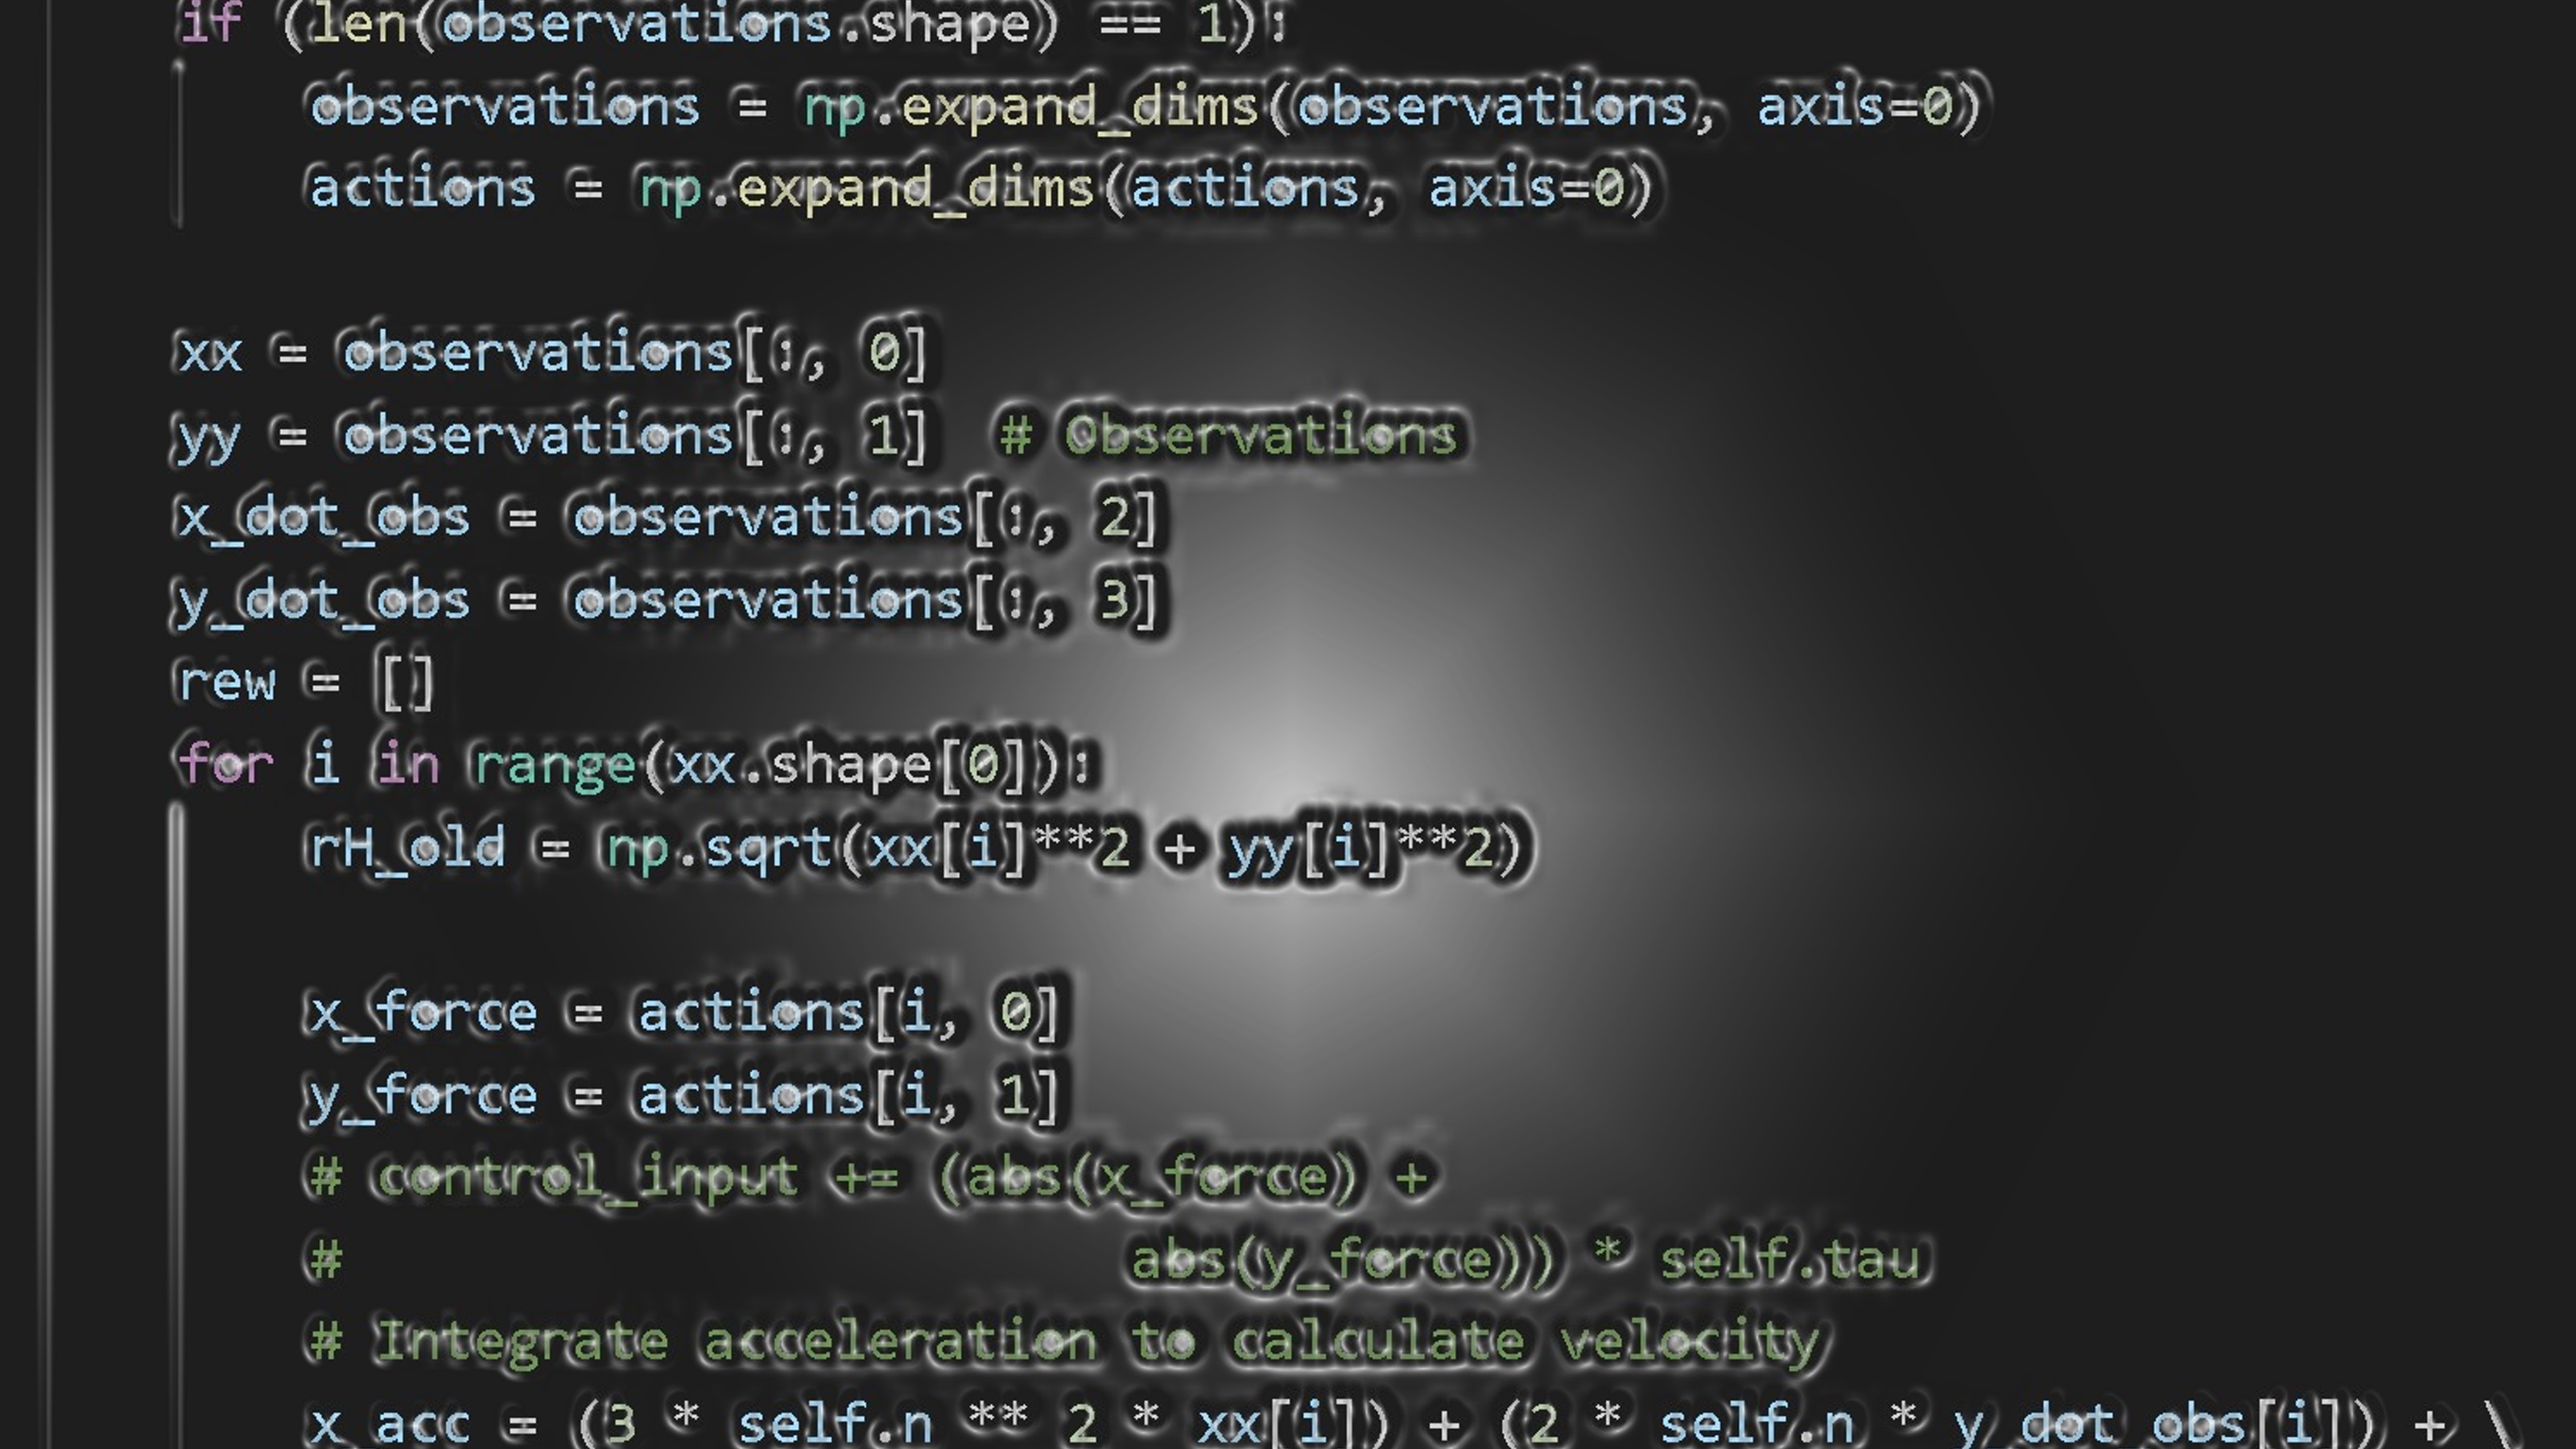 if (len(observations.shape) == 1):
    observations = np.expand_dims(observations, axis=0)
    actions = np.expand_dims(actions, axis=0)

xx = observations[:, 0]
yy = observations[:, 1]  # Observations
x_dot_obs = observations[:, 2]
y_dot_obs = observations[:, 3]
rew = []
for i in range(xx.shape[0]):
    rH_old = np.sqrt(xx[i]**2 + yy[i]**2)

    x_force = actions[i, 0]
    y_force = actions[i, 1]
    # control_input += (abs(x_force) +
    #                        abs(y_force))) * self.tau
    # Integrate acceleration to calculate velocity
    x_acc = (3 * self.n ** 2 * xx[i]) + (2 * self.n * y_dot_obs[i]) + \